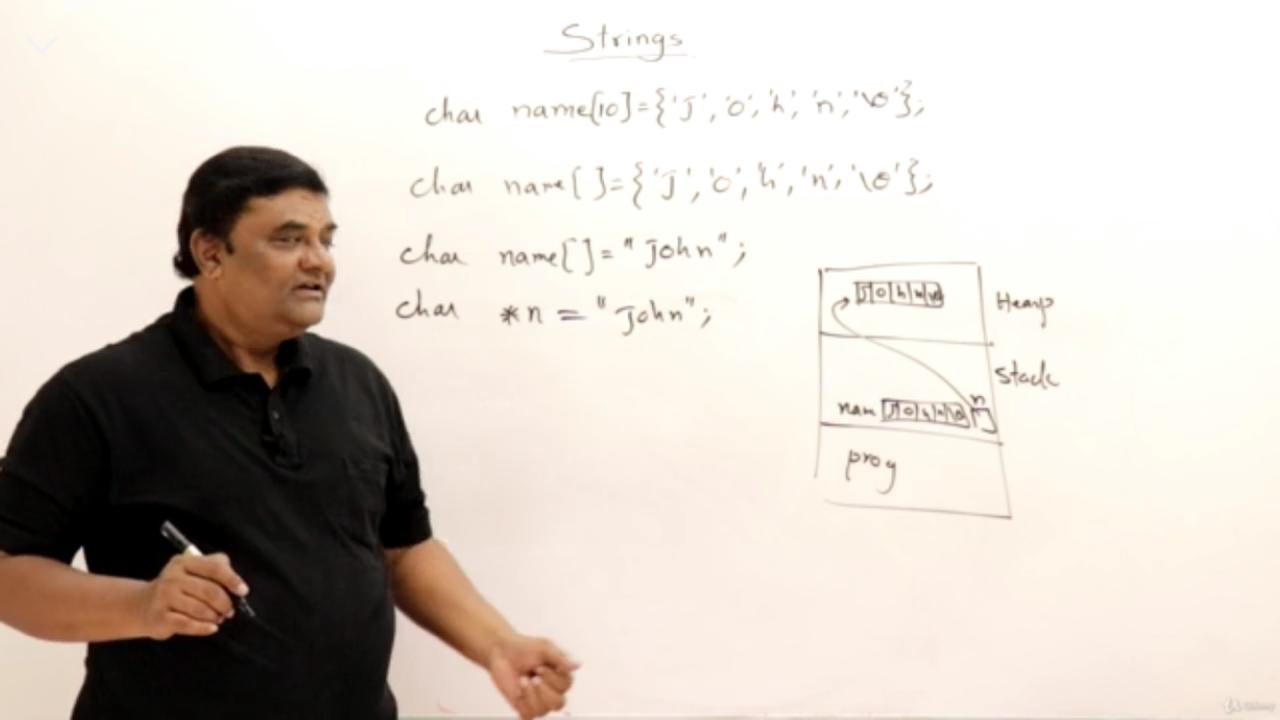 Strings
char name[10]={'J','o','h','n','\0'};
char name[]={'J','o','h','n','\0'};
char name[]="John";
char *n = "John";
J o h n \0
Heap
Stack
nam J o h n \0
n
prog
Udemy